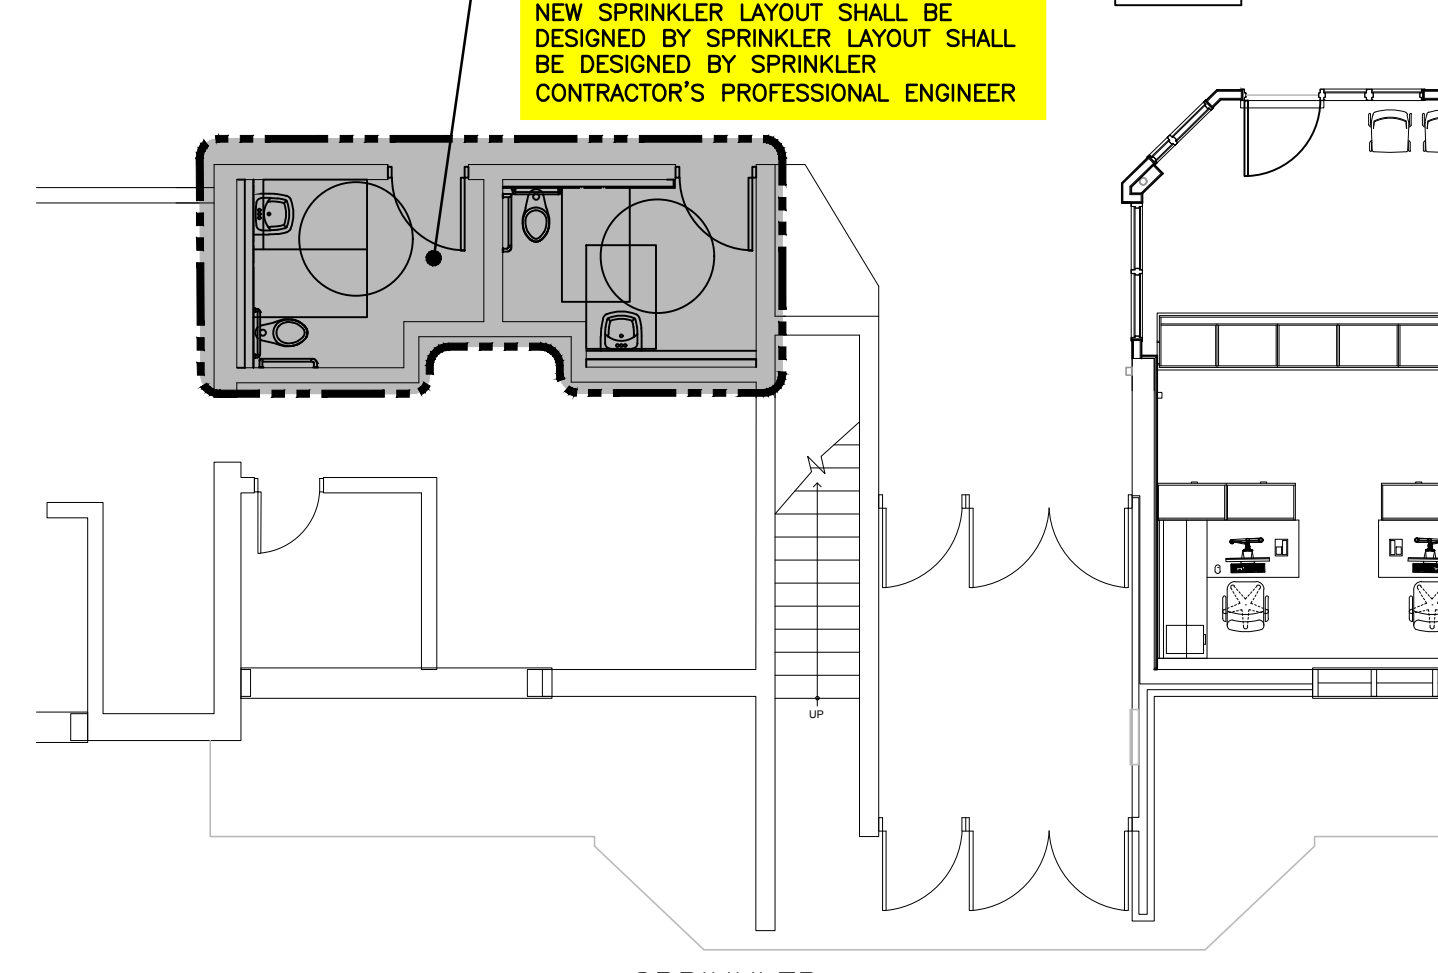 NEW SPRINKLER LAYOUT SHALL BE
DESIGNED BY SPRINKLER LAYOUT SHALL
BE DESIGNED BY SPRINKLER
CONTRACTOR'S PROFESSIONAL ENGINEER
UP